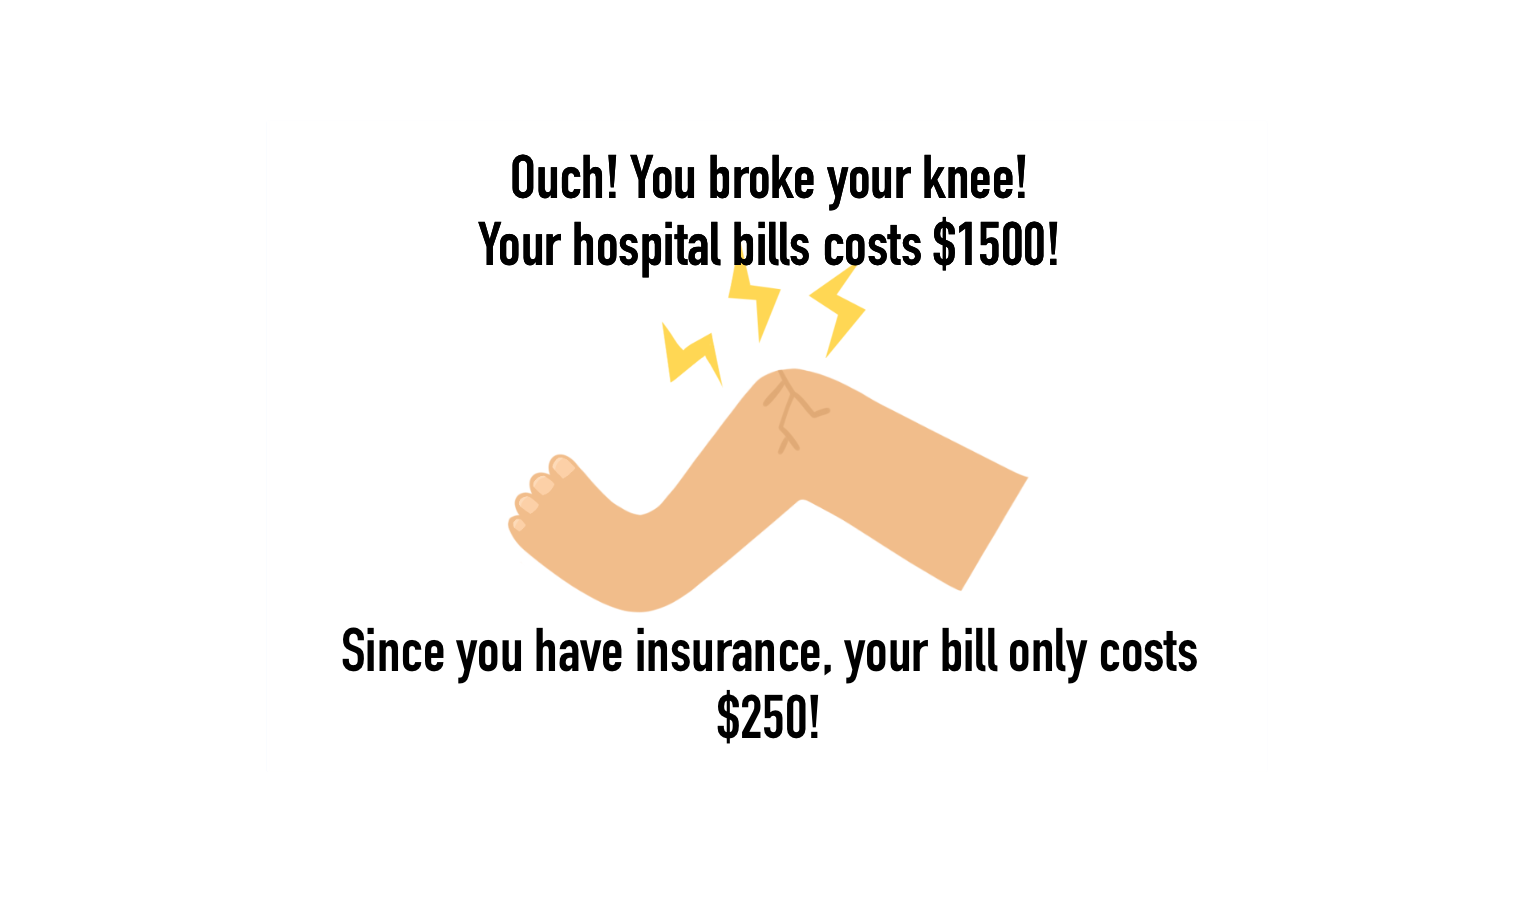 Ouch! You broke your knee!
Your hospital bills costs $1500!
Since you have insurance, your bill only costs
$250!